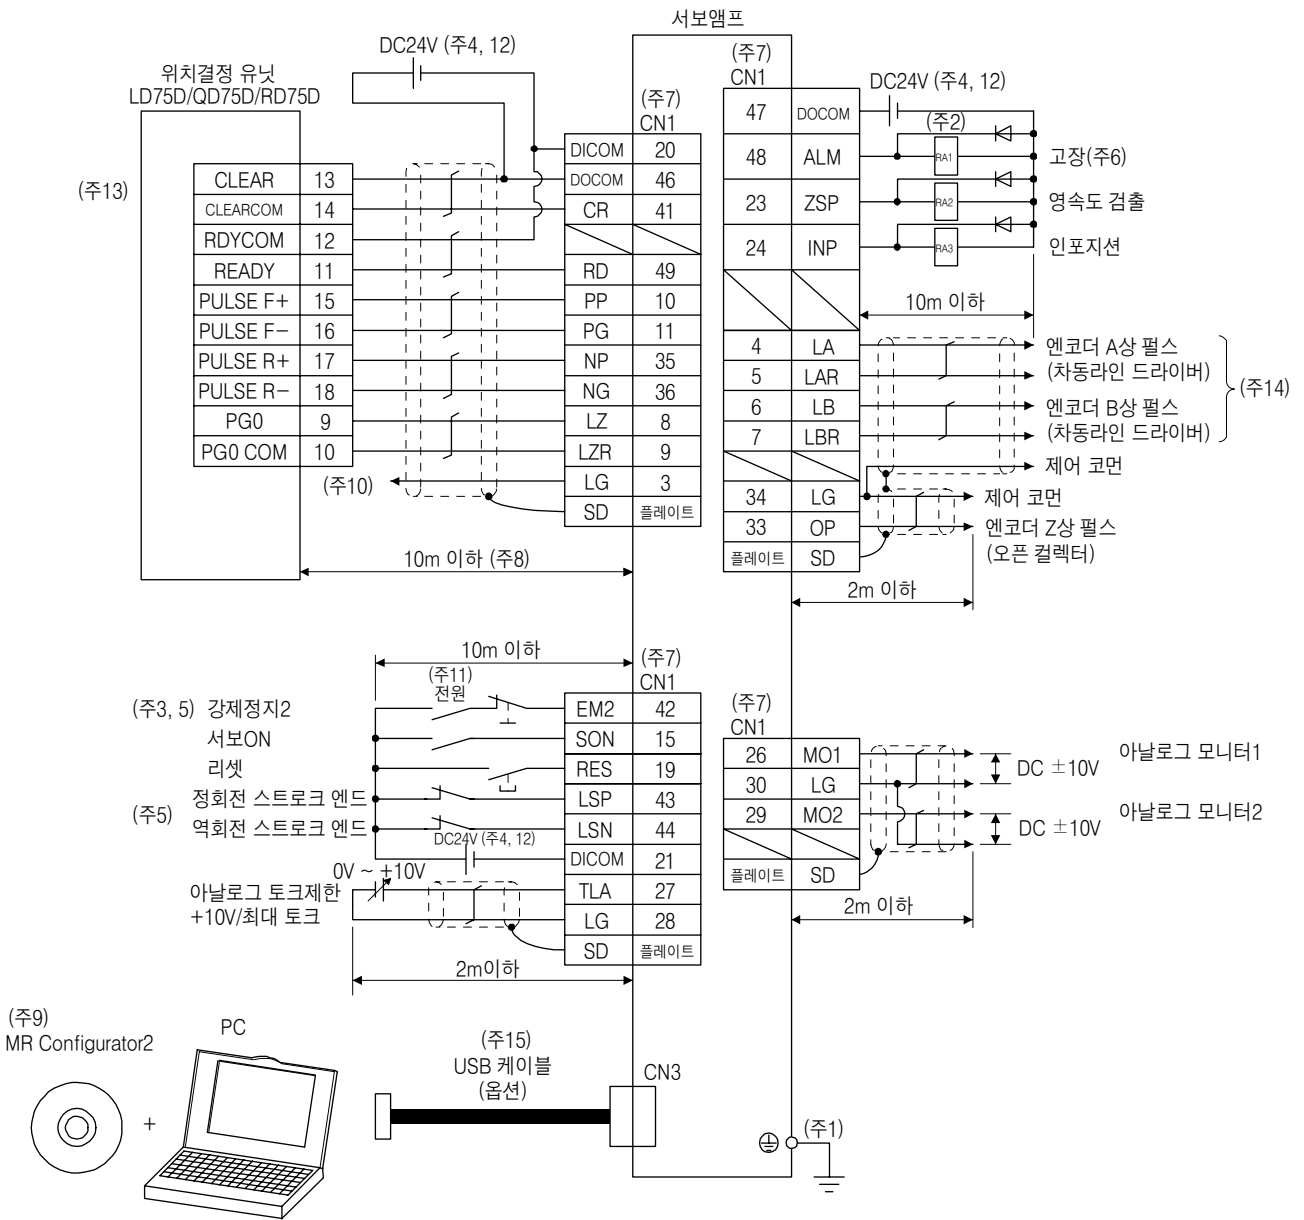 서보앰프
DC24V (주4, 12)
위치결정 유닛
LD75D/QD75D/RD75D
(주13)
CLEAR 13
CLEARCOM 14
RDYCOM 12
READY 11
PULSE F+ 15
PULSE F− 16
PULSE R+ 17
PULSE R− 18
PG0 9
PG0 COM 10
(주10)
(주7)
CN1
DICOM 20
DOCOM 46
CR 41
RD 49
PP 10
PG 11
NP 35
NG 36
LZ 8
LZR 9
LG 3
SD 플레이트
10m 이하 (주8)
(주7)
CN1
47 DOCOM
48 ALM
23 ZSP
24 INP
4 LA
5 LAR
6 LB
7 LBR
34 LG
33 OP
플레이트 SD
DC24V (주4, 12)
(주2)
RA1
고장(주6)
RA2
영속도 검출
RA3
인포지션
10m 이하
엔코더 A상 펄스
(차동라인 드라이버)
엔코더 B상 펄스
(차동라인 드라이버)
(주14)
제어 코먼
제어 코먼
엔코더 Z상 펄스
(오픈 컬렉터)
2m 이하
10m 이하
(주7)
CN1
(주11)
전원
(주3, 5) 강제정지2
서보ON
리셋
정회전 스트로크 엔드
(주5)
역회전 스트로크 엔드
DC24V (주4, 12)
0V ~ +10V
아날로그 토크제한
+10V/최대 토크
EM2 42
SON 15
RES 19
LSP 43
LSN 44
DICOM 21
TLA 27
LG 28
SD 플레이트
2m이하
(주7)
CN1
26 MO1
30 LG
29 MO2
플레이트 SD
DC ±10V
아날로그 모니터1
DC ±10V
아날로그 모니터2
2m 이하
(주9)
MR Configurator2
PC
+
(주15)
USB 케이블
(옵션)
CN3
(주1)